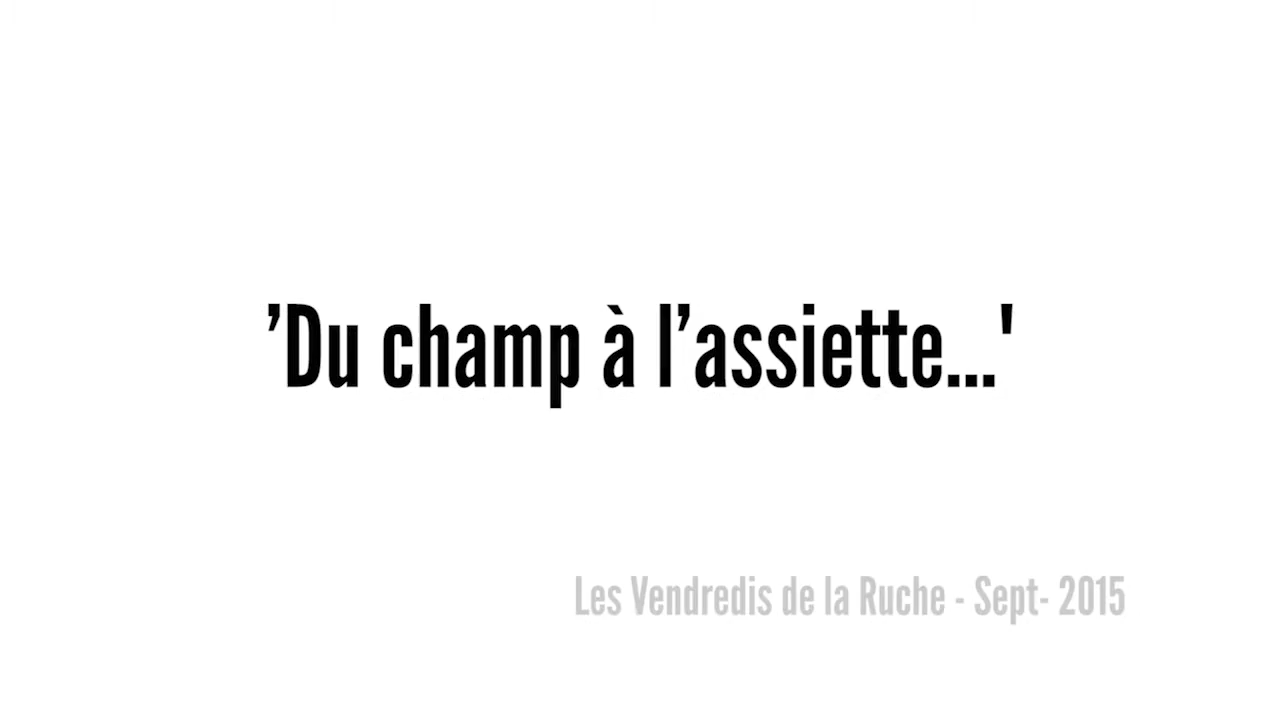 ’Du champ à l’assiette...'
Les Vendredis de la Ruche - Sept- 2015